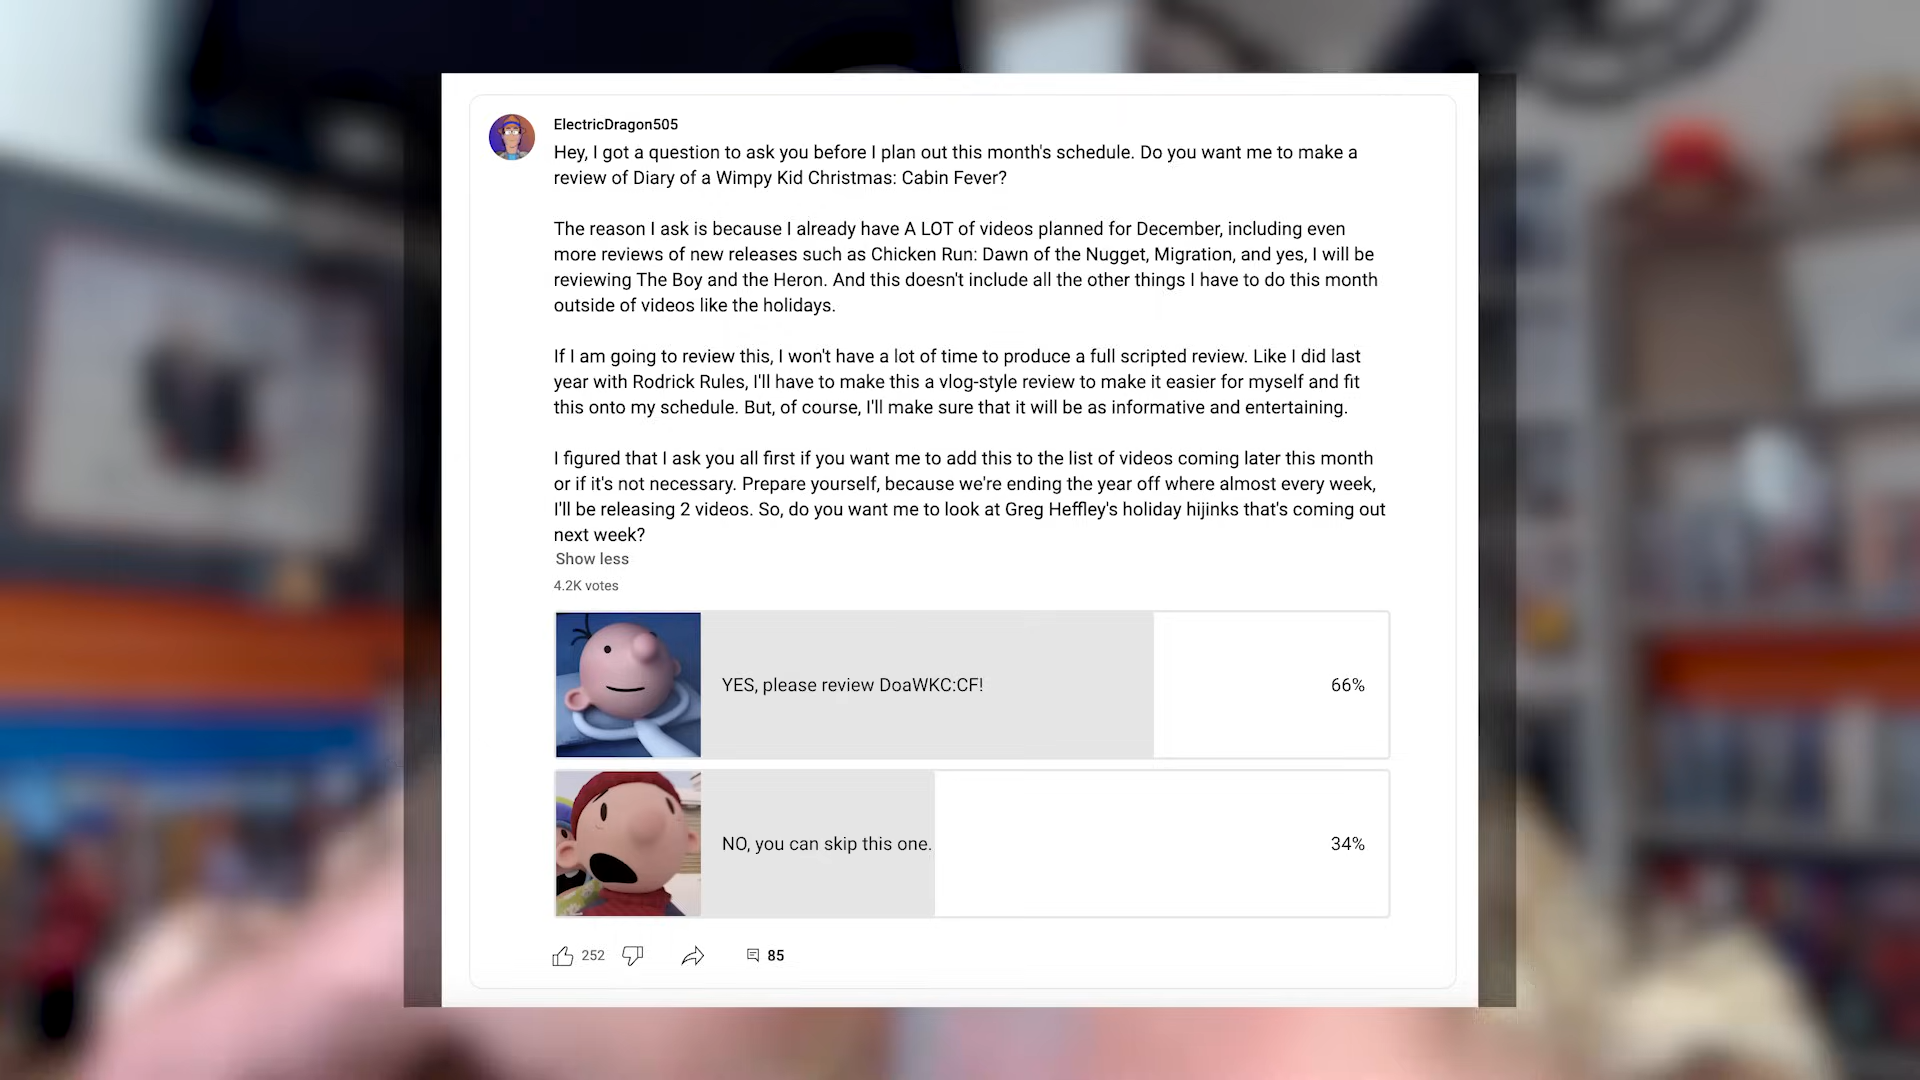 ElectricDragon505
Hey, I got a question to ask you before I plan out this month's schedule. Do you want me to make a
review of Diary of a Wimpy Kid Christmas: Cabin Fever?
The reason I ask is because I already have A LOT of videos planned for December, including even
more reviews of new releases such as Chicken Run: Dawn of the Nugget, Migration, and yes, I will be
reviewing The Boy and the Heron. And this doesn't include all the other things I have to do this month
outside of videos like the holidays.
If I am going to review this, I won't have a lot of time to produce a full scripted review. Like I did last
year with Rodrick Rules, I'll have to make this a vlog-style review to make it easier for myself and fit
this onto my schedule. But, of course, I'll make sure that it will be as informative and entertaining.
I figured that I ask you all first if you want me to add this to the list of videos coming later this month
or if it's not necessary. Prepare yourself, because we're ending the year off where almost every week,
I'll be releasing 2 videos. So, do you want me to look at Greg Heffley's holiday hijinks that's coming out
next week?
Show less
4.2K votes
YES, please review DoaWKC:CF! 66%
NO, you can skip this one. 34%
252 85